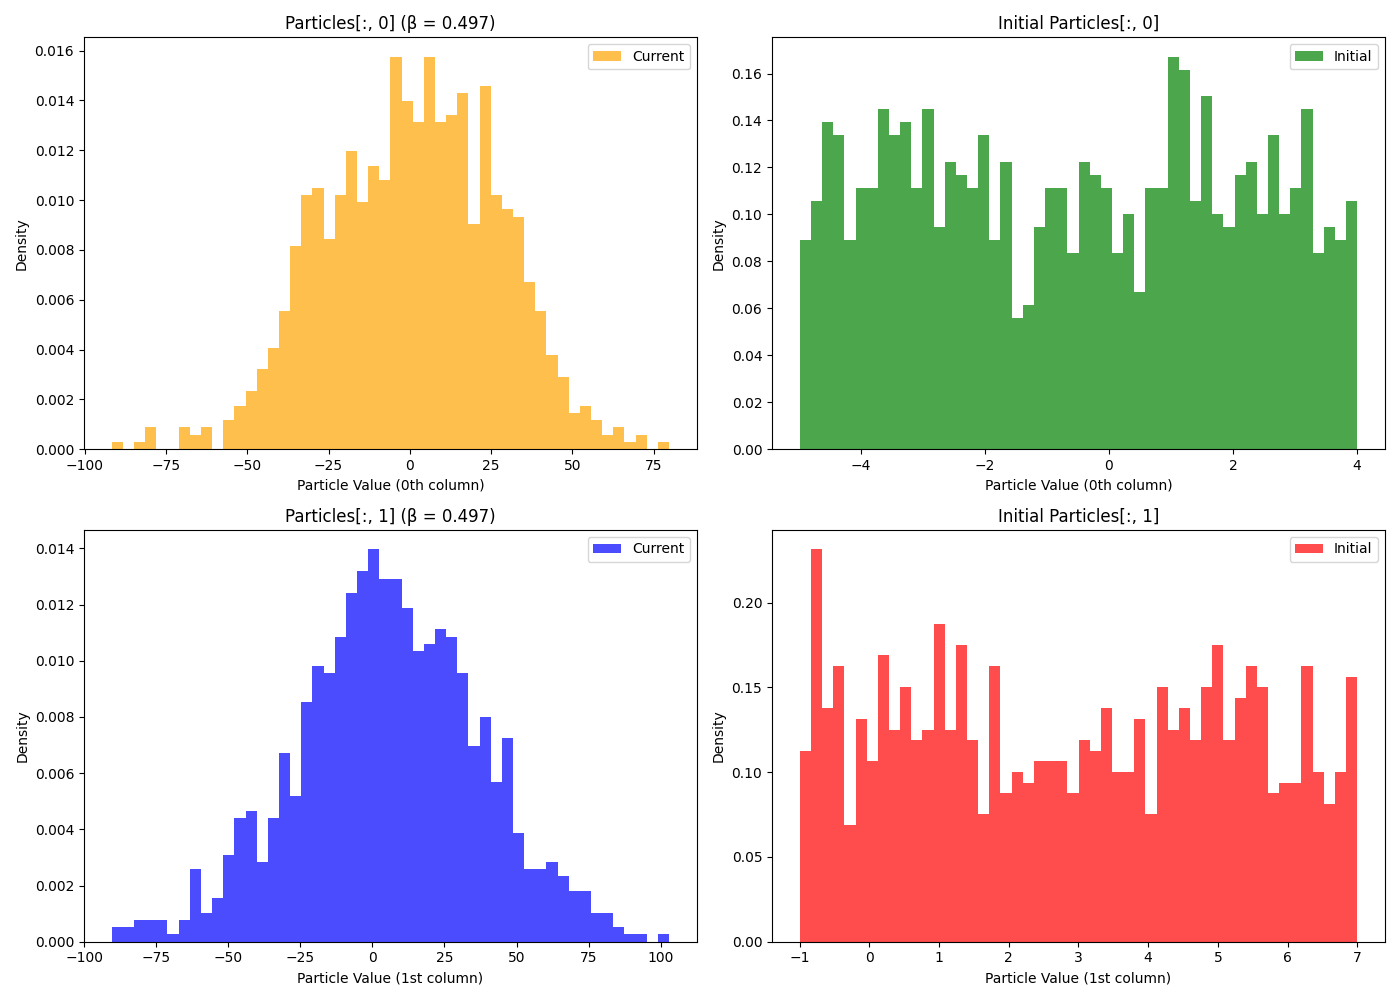 Particles[:, 0] (β = 0.497)
Current
Density
0.016
0.014
0.012
0.010
0.008
0.006
0.004
0.002
0.000
−100 −75 −50 −25 0 25 50 75
Particle Value (0th column)
Initial Particles[:, 0]
Initial
Density
0.16
0.14
0.12
0.10
0.08
0.06
0.04
0.02
0.00
−4 −2 0 2 4
Particle Value (0th column)
Particles[:, 1] (β = 0.497)
Current
Density
0.014
0.012
0.010
0.008
0.006
0.004
0.002
0.000
−100 −75 −50 −25 0 25 50 75 100
Particle Value (1st column)
Initial Particles[:, 1]
Initial
Density
0.20
0.15
0.10
0.05
0.00
−1 0 1 2 3 4 5 6 7
Particle Value (1st column)